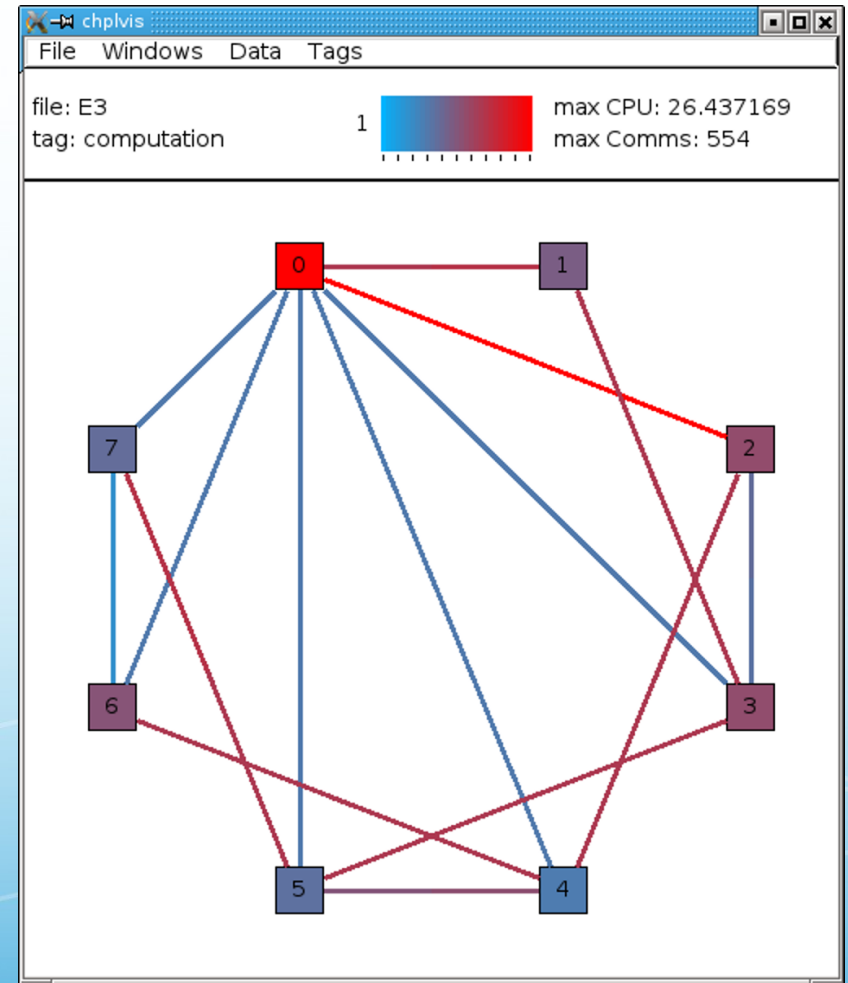 chplvis
File Windows Data Tags
file: E3
tag: computation
1
max CPU: 26.437169
max Comms: 554
0
1
7
2
6
3
5
4